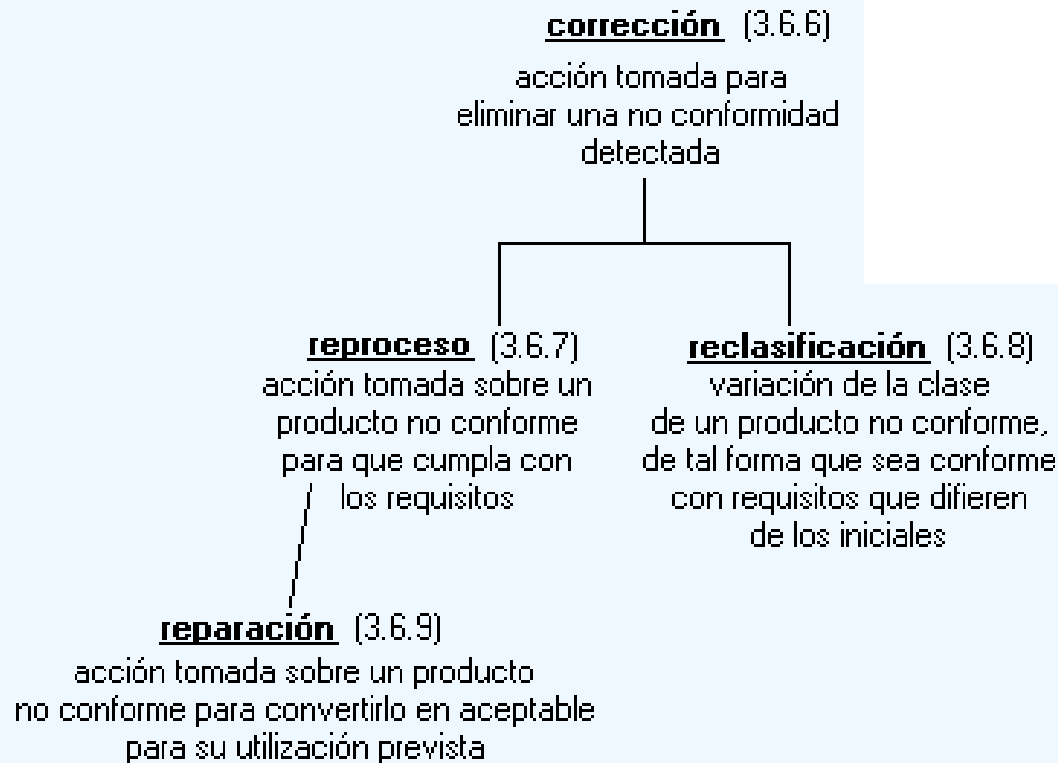 corrección (3.6.6)
acción tomada para
eliminar una no conformidad
detectada
reproceso (3.6.7)
acción tomada sobre un
producto no conforme
para que cumpla con
los requisitos
reclasificación (3.6.8)
variación de la clase
de un producto no conforme,
de tal forma que sea conforme
con requisitos que difieren
de los iniciales
reparación (3.6.9)
acción tomada sobre un producto
no conforme para convertirlo en aceptable
para su utilización prevista